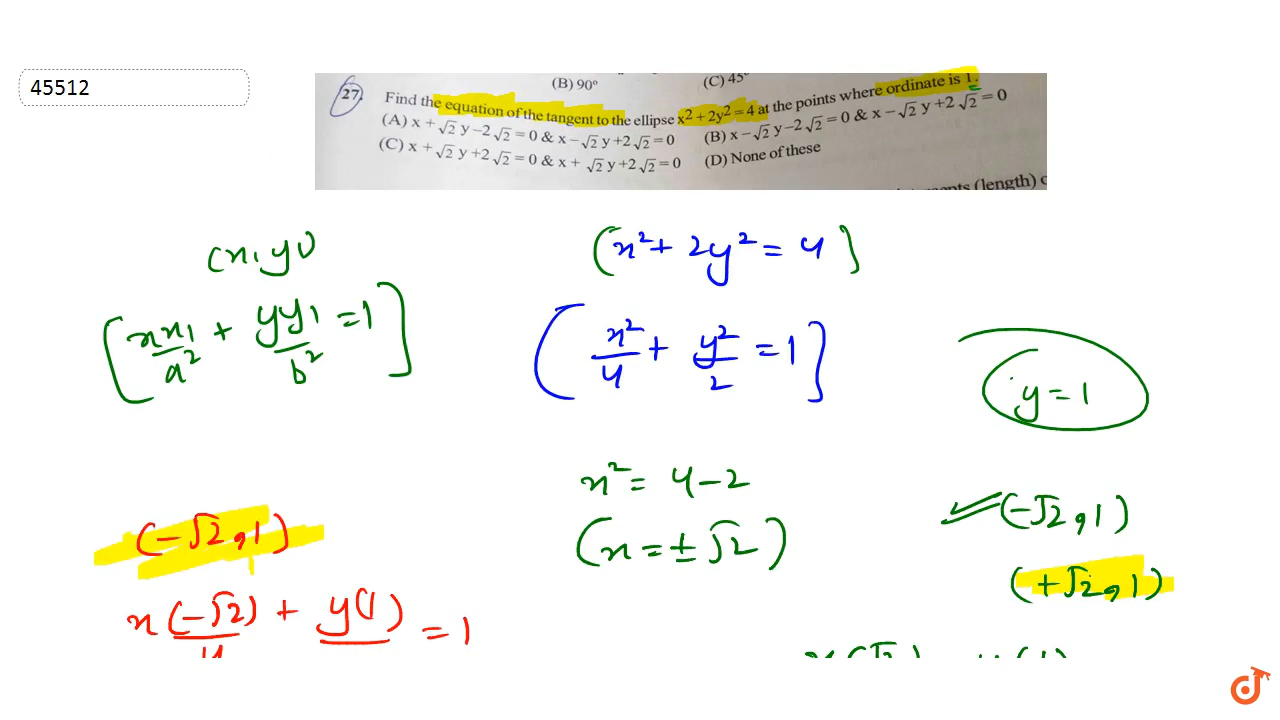 45512
(B) 90° (C) 45°
27. Find the equation of the tangent to the ellipse x² + 2y² = 4 at the points where ordinate is 1.
(A) x + √2 y − 2√2 = 0 & x − √2 y + 2√2 = 0 (B) x − √2 y − 2√2 = 0 & x − √2 y + 2√2 = 0
(C) x + √2 y + 2√2 = 0 & x + √2 y + 2√2 = 0 (D) None of these
(length)
(x₁ y₁) (x² + 2y² = 4)
[xx₁/a² + yy₁/b² = 1] (x²/4 + y²/2 = 1]
y = 1
x² = 4 − 2
(−√2, 1) (x = ± √2) (−√2, 1)
(+√2, 1)
x(−√2)/4 + y(1) = 1